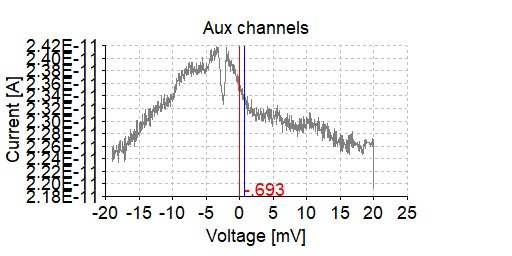 Aux channels
2.42E-11
2.40E-11
2.38E-11
2.36E-11
2.34E-11
2.32E-11
2.30E-11
2.28E-11
2.26E-11
2.24E-11
2.22E-11
2.20E-11
2.18E-11
Current [A]
-.693
-20 -15 -10 -5 0 5 10 15 20 25
Voltage [mV]